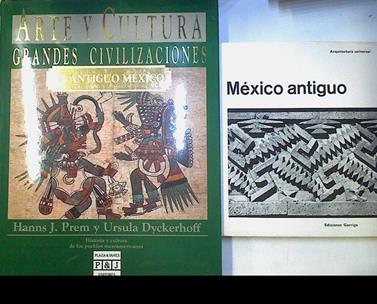 ARTE Y CULTURA
GRANDES CIVILIZACIONES
ANTIGUO MÉXICO
Hanns J. Prem y Ursula Dyckerhoff
Historia y cultura
de los pueblos mesoamericanos
PLAZA & JANES
P&J
EDITORES
Arquitectura universal
México antiguo
Ediciones Garriga